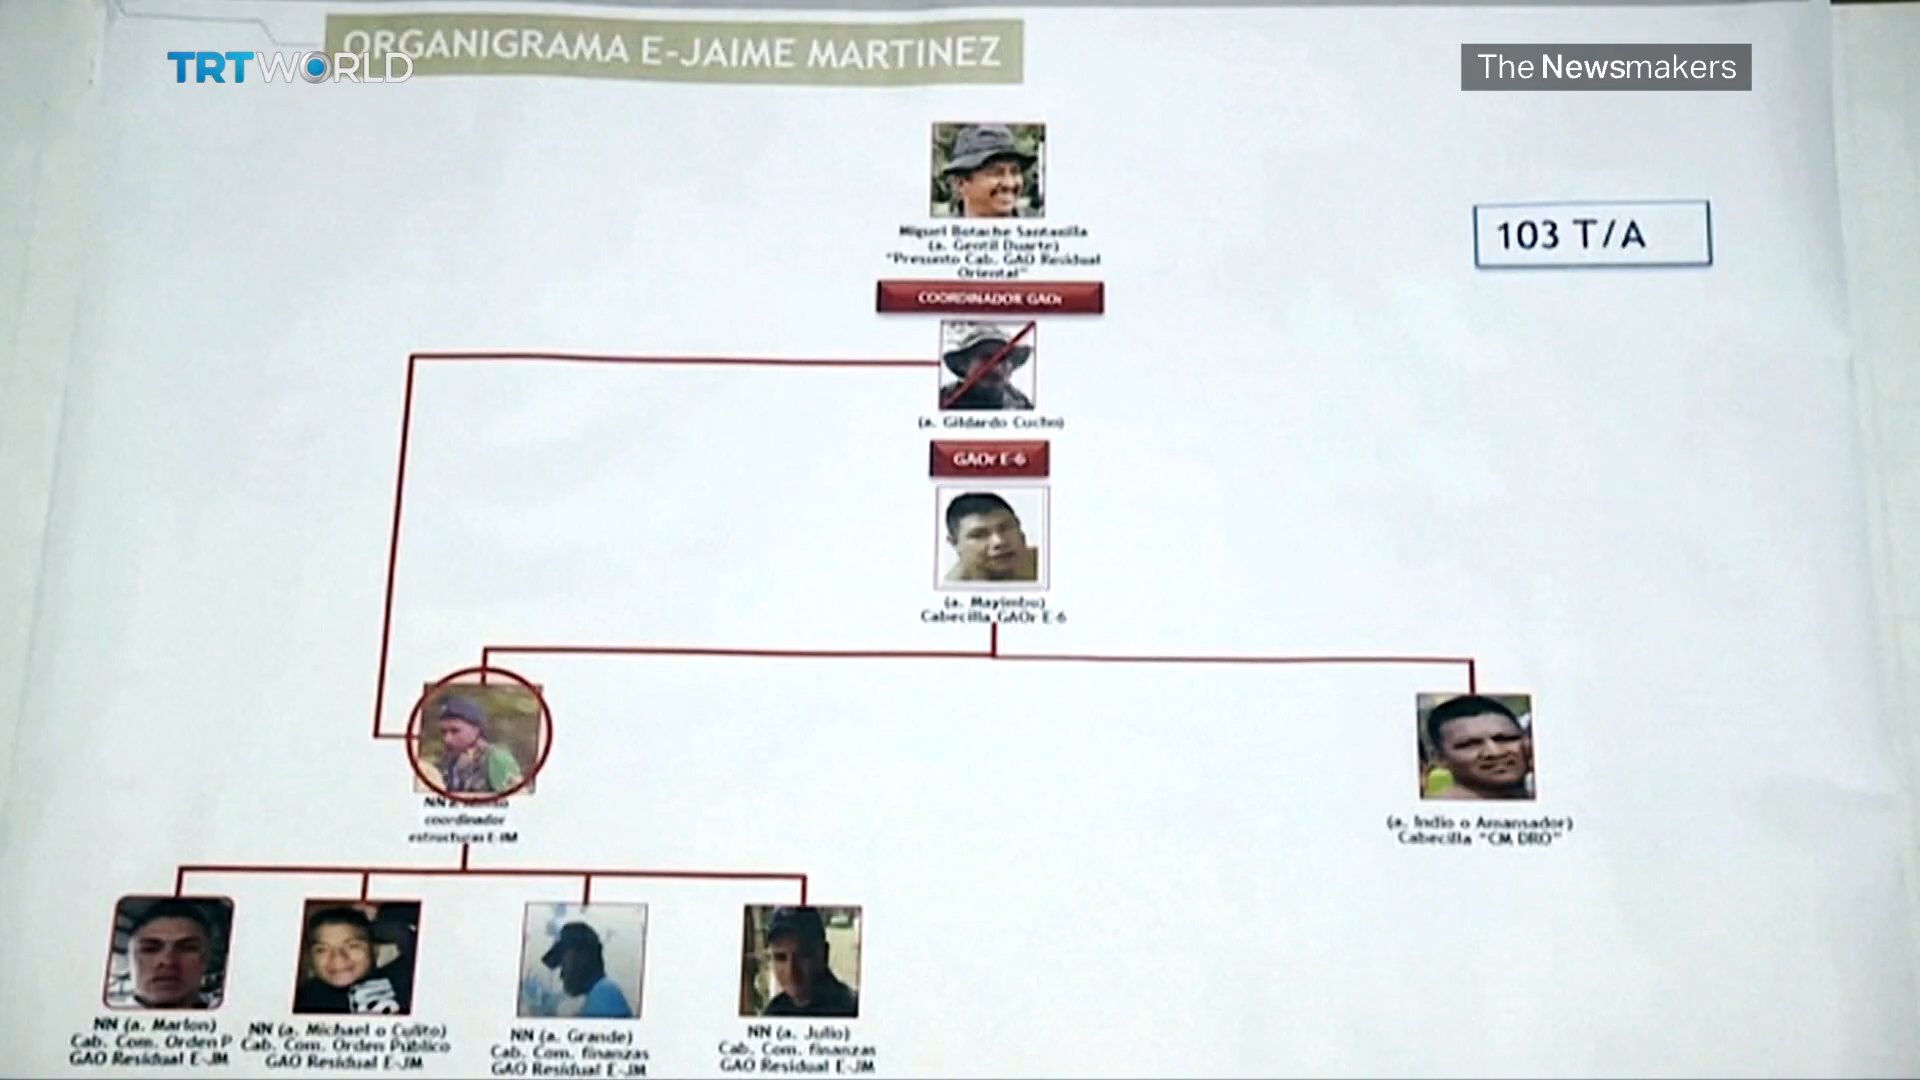 ORGANIGRAMA E-JAIME MARTINEZ
TRT WORLD
The Newsmakers
103 T/A
Miguel Botache Santanilla
(a. Gentil Duarte)
"Presunto Cab. GAO Residual
Oriental"
COORDINADOR GAOr
(a. Gildardo Cucho)
GAOr E-6
(a. Mayimbu)
Cabecilla GAOr E-6
NN
coordinador
estructuras E-JM
(a. Indio o Amansador)
Cabecilla "CM DRO"
NN (a. Marlon)
Cab. Com. Orden P
GAO Residual E-JM
NN (a. Michael o Culito)
Cab. Com. Orden Público
GAO Residual E-JM
NN (a. Grande)
Cab. Com. finanzas
GAO Residual E-JM
NN (a. Julio)
Cab. Com. finanzas
GAO Residual E-JM